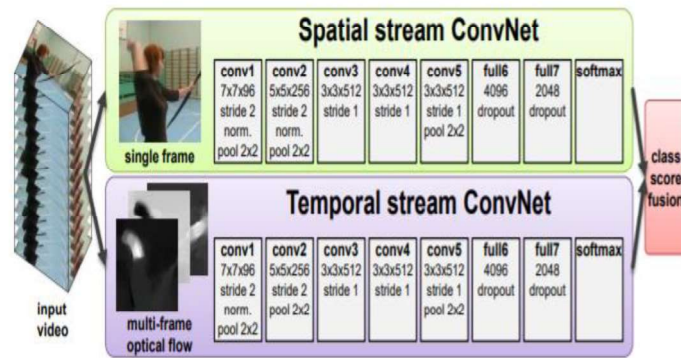 Spatial stream ConvNet
conv1
7x7x96
stride 2
norm.
pool 2x2
conv2
5x5x256
stride 2
norm.
pool 2x2
conv3
3x3x512
stride 1
conv4
3x3x512
stride 1
conv5
3x3x512
stride 1
pool 2x2
full6
4096
dropout
full7
2048
dropout
softmax
single frame
Temporal stream ConvNet
conv1
7x7x96
stride 2
norm.
pool 2x2
conv2
5x5x256
stride 2
pool 2x2
conv3
3x3x512
stride 1
conv4
3x3x512
stride 1
conv5
3x3x512
stride 1
pool 2x2
full6
4096
dropout
full7
2048
dropout
softmax
multi-frame
optical flow
input
video
class
score
fusion